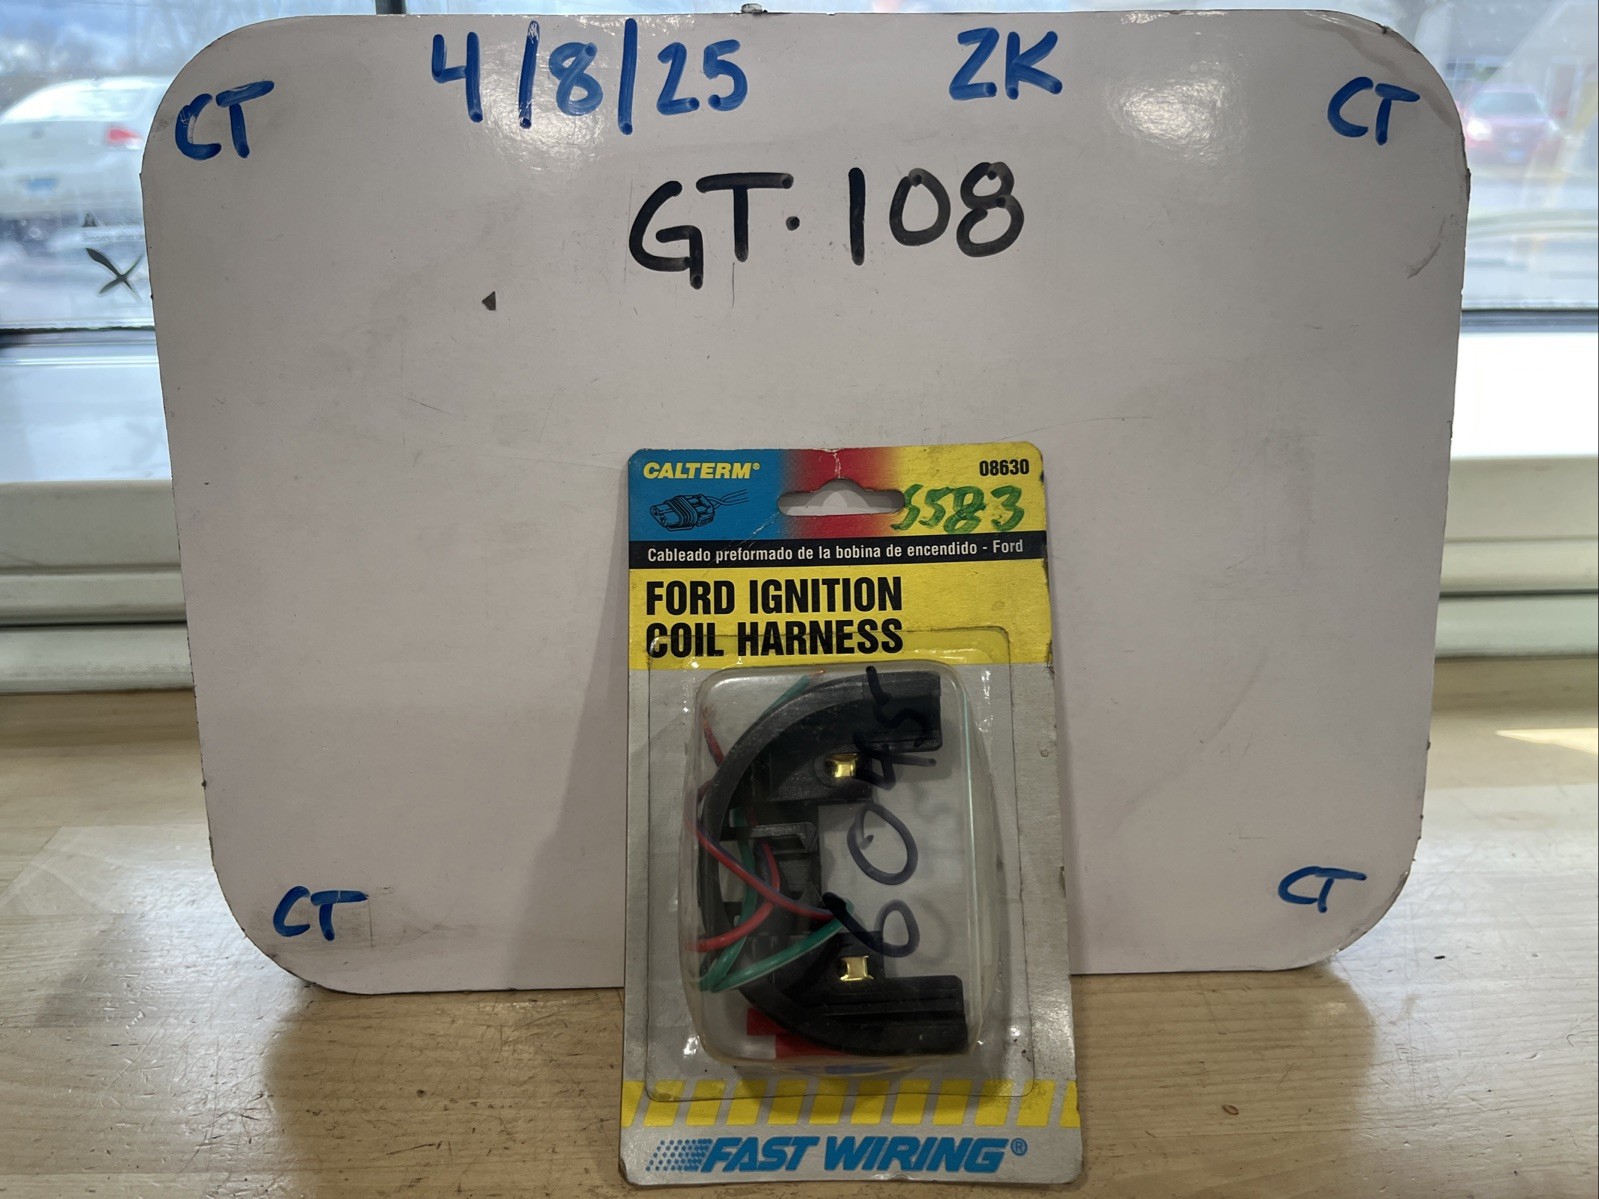 4/8/25 ZK
CT CT
GT.108
CALTERM® 08630
5583
Cableado preformado de la bobina de encendido - Ford
FORD IGNITION
COIL HARNESS
CT CT
FAST WIRING®